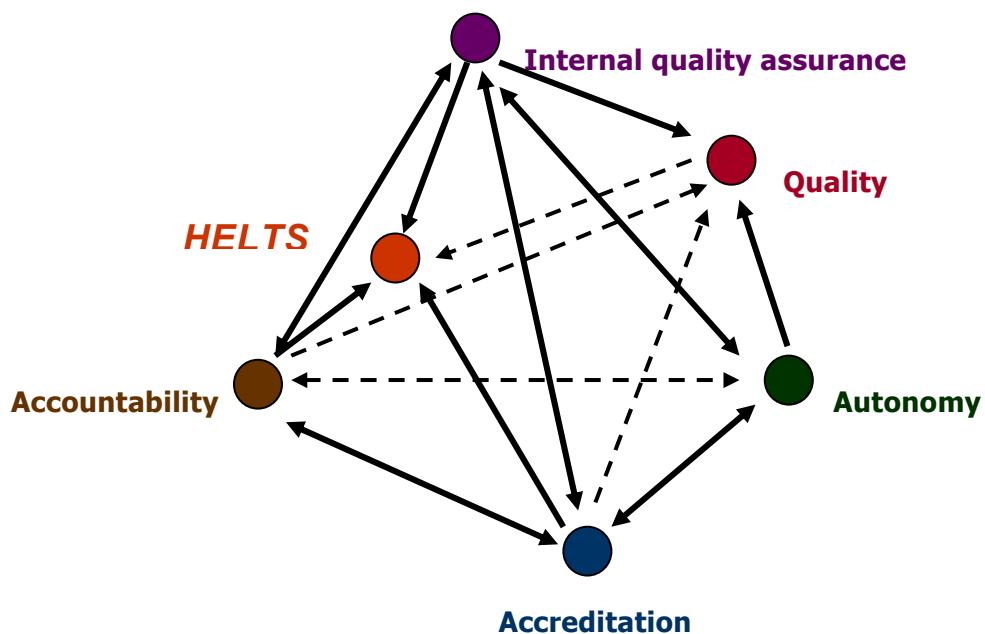 Internal quality assurance
Quality
HELTS
Accountability
Autonomy
Accreditation